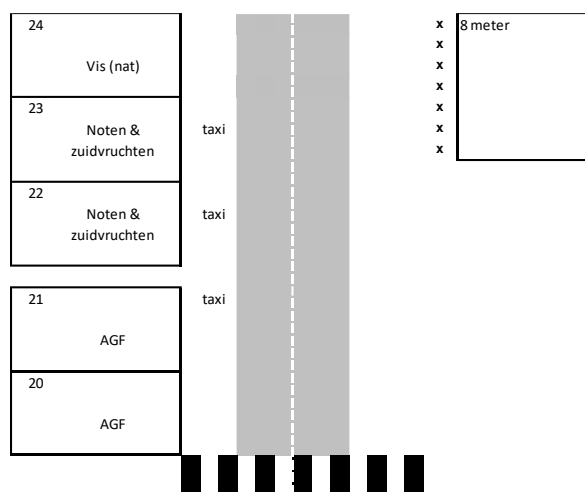 24
Vis (nat)
x
x
x
x
x
x
x
8 meter
23
Noten &
zuidvruchten
taxi
22
Noten &
zuidvruchten
taxi
21
AGF
taxi
20
AGF